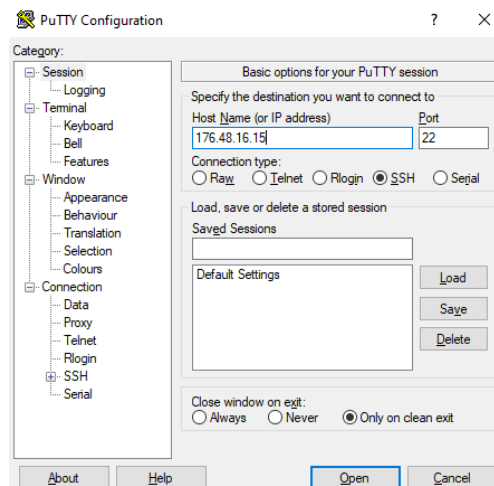 PuTTY Configuration
?
Category:
Session
Logging
Terminal
Keyboard
Bell
Features
Window
Appearance
Behaviour
Translation
Selection
Colours
Connection
Data
Proxy
Telnet
Rlogin
SSH
Serial
Basic options for your PuTTY session
Specify the destination you want to connect to
Host Name (or IP address) Port
176.48.16.15 22
Connection type:
Raw Telnet Rlogin SSH Serial
Load, save or delete a stored session
Saved Sessions
Default Settings
Load
Save
Delete
Close window on exit:
Always Never Only on clean exit
About Help Open Cancel